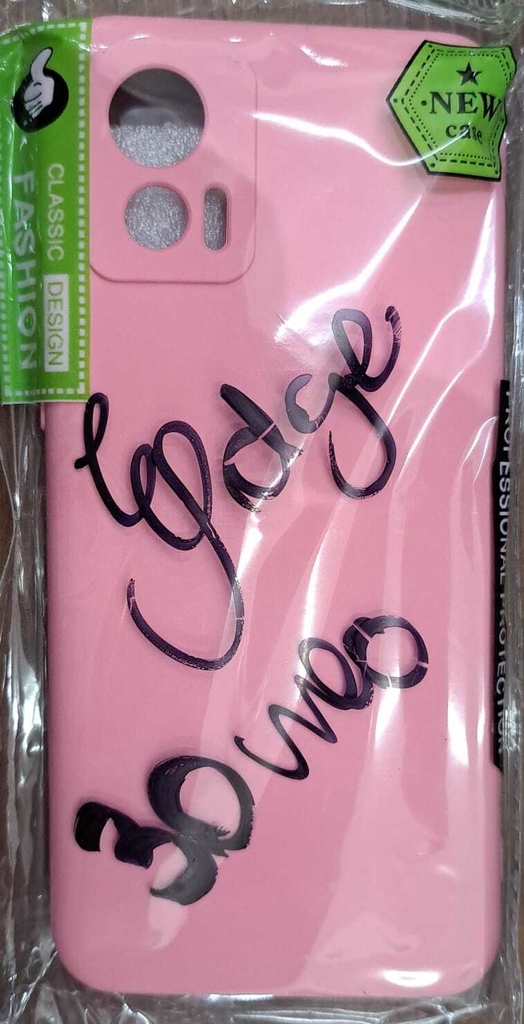 CLASSIC DESIGN
FASHION
NEW
case
Edge
30 neo
PROFESSIONAL PROTECTION